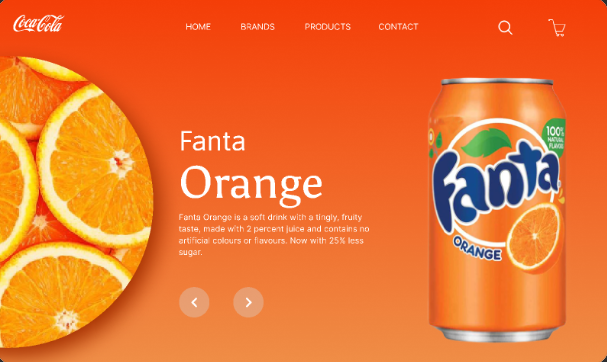 Coca-Cola
HOME BRANDS PRODUCTS CONTACT
Fanta
Orange
Fanta Orange is a soft drink with a tingly, fruity
taste, made with 2 percent juice and contains no
artificial colours or flavours. Now with 25% less
sugar.
100%
NATURAL
FLAVORS
Fanta
ORANGE